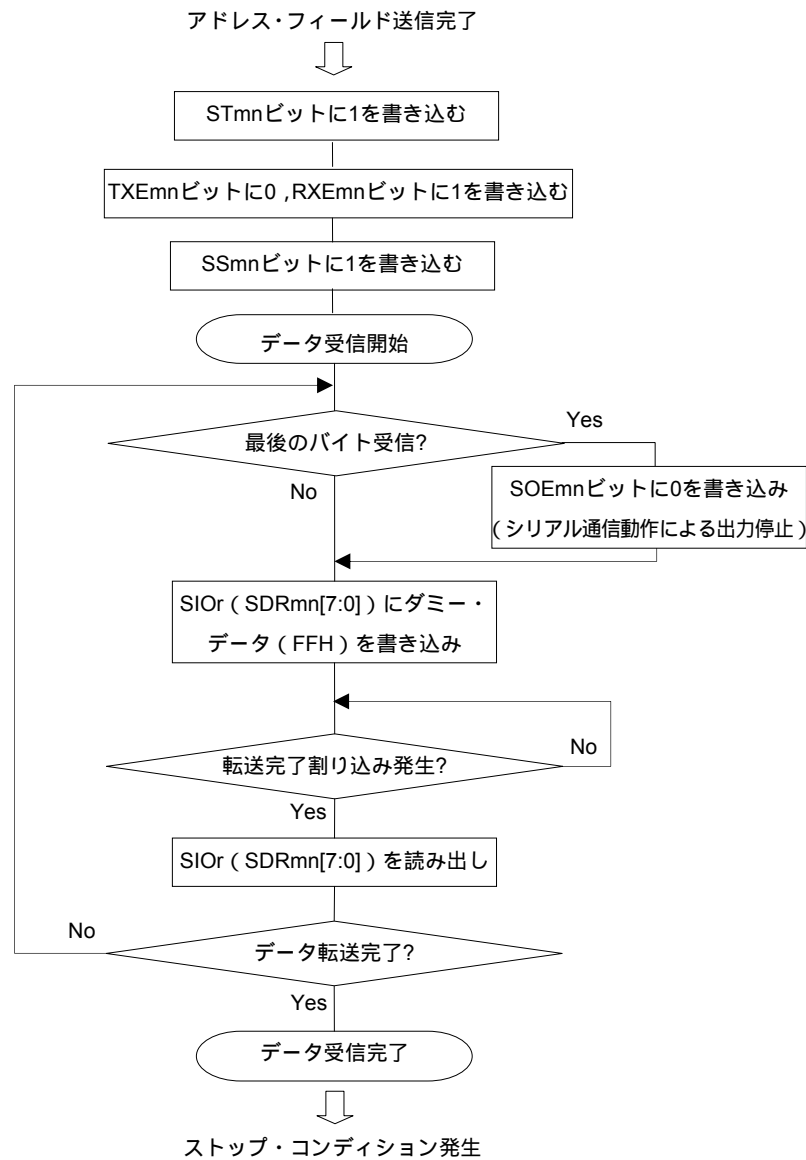 アドレス・フィールド送信完了
STmnビットに1を書き込む
TXEmnビットに0 ,RXEmnビットに1を書き込む
SSmnビットに1を書き込む
データ受信開始
最後のバイト受信?
Yes
No
SOEmnビットに0を書き込み
(シリアル通信動作による出力停止)
SIOr(SDRmn[7:0])にダミー・
データ(FFH)を書き込み
転送完了割り込み発生?
No
Yes
SIOr(SDRmn[7:0])を読み出し
No
データ転送完了?
Yes
データ受信完了
ストップ・コンディション発生